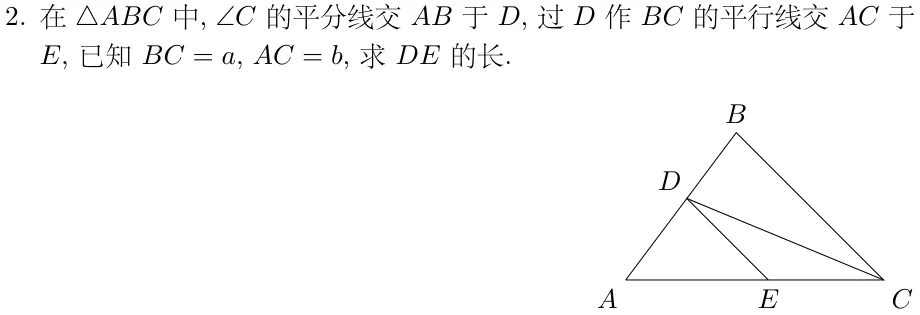 2. 在 △ABC 中, ∠C 的平分线交 AB 于 D, 过 D 作 BC 的平行线交 AC 于
E, 已知 BC = a, AC = b, 求 DE 的长.
B
D
A
E
C